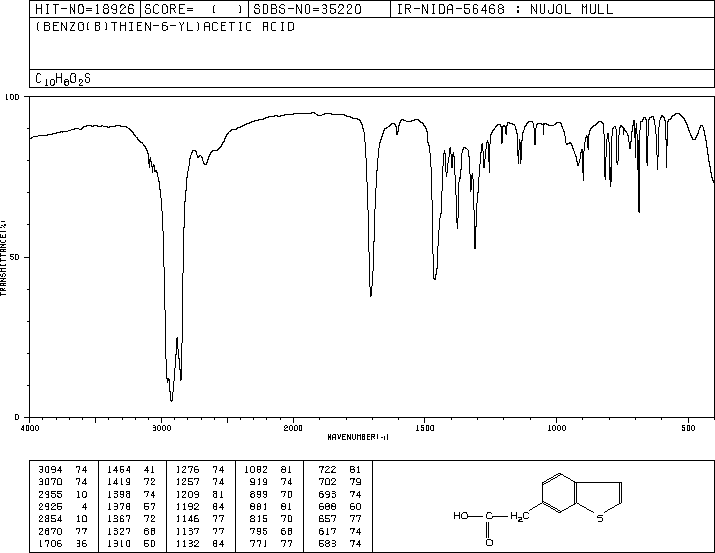 HIT-NO=18926 SCORE= ( ) SDBS-NO=35220 IR-NIDA-56468 : NUJOL MULL
(BENZO(B)THIEN-6-YL)ACETIC ACID
C10H8O2S
100
50
0
TRANSMITTANCE(%)
4000 3000 2000 1500 1000 500
WAVENUMBER(-1)
3094 74 1464 41 1276 74 1082 81 722 81
3070 74 1419 72 1257 74 919 74 702 79
2955 10 1398 74 1209 81 899 70 693 74
2925 4 1378 57 1192 84 881 81 688 60
2854 10 1367 72 1146 77 815 70 657 77
2670 77 1327 68 1137 77 795 68 617 74
1706 36 1310 50 1132 84 771 77 583 74
HO C H2C S
O